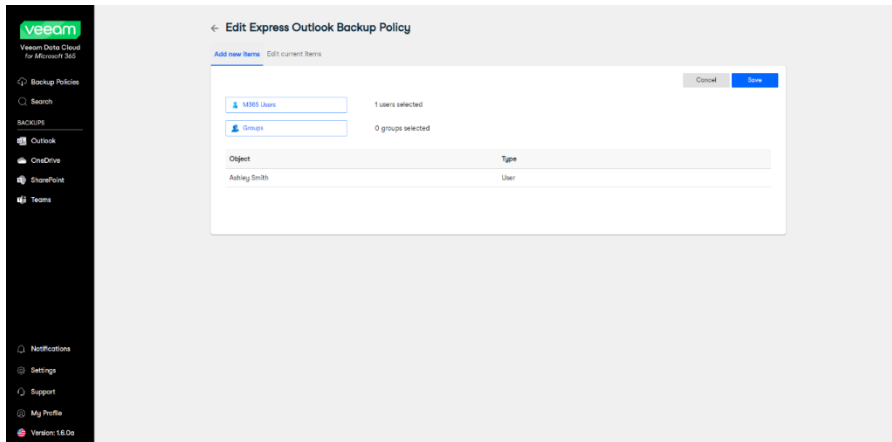 veeam
Veeam Data Cloud
for Microsoft 365
Backup Policies
Search
BACKUPS
Outlook
OneDrive
SharePoint
Teams
Notifications
Settings
Support
My Profile
Version: 1.6.0a
← Edit Express Outlook Backup Policy
Add new items Edit current items
Cancel Save
M365 Users 1 users selected
Groups 0 groups selected
Object Type
Ashley Smith User